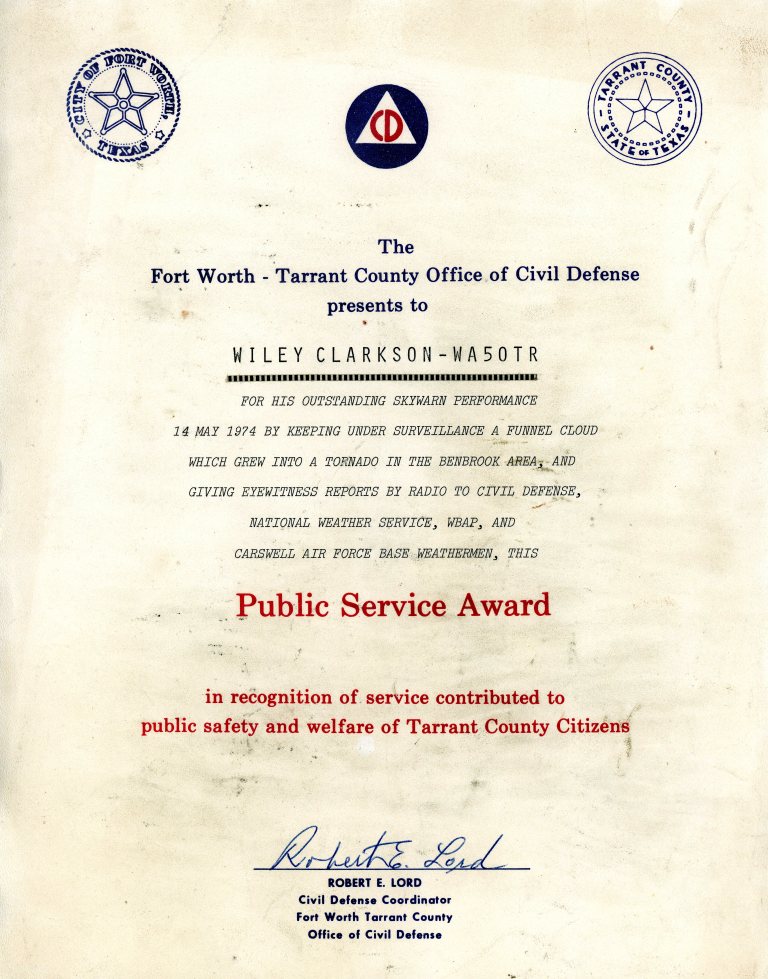 CITY OF FORT WORTH, TEXAS
CD
TARRANT COUNTY STATE OF TEXAS
The
Fort Worth - Tarrant County Office of Civil Defense
presents to
WILEY CLARKSON-WA5OTR
FOR HIS OUTSTANDING SKYWARN PERFORMANCE
14 MAY 1974 BY KEEPING UNDER SURVEILLANCE A FUNNEL CLOUD
WHICH GREW INTO A TORNADO IN THE BENBROOK AREA, AND
GIVING EYEWITNESS REPORTS BY RADIO TO CIVIL DEFENSE,
NATIONAL WEATHER SERVICE, WBAP, AND
CARSWELL AIR FORCE BASE WEATHERMEN, THIS
Public Service Award
in recognition of service contributed to
public safety and welfare of Tarrant County Citizens
Robert E. Lord
ROBERT E. LORD
Civil Defense Coordinator
Fort Worth Tarrant County
Office of Civil Defense